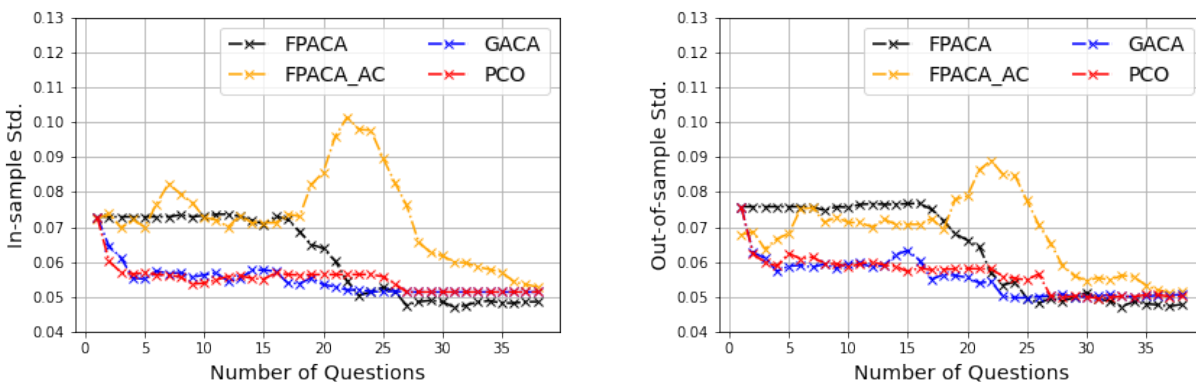 FPACA GACA
FPACA_AC PCO
In-sample Std.
0.13
0.12
0.11
0.10
0.09
0.08
0.07
0.06
0.05
0.04
0 5 10 15 20 25 30 35
Number of Questions
FPACA GACA
FPACA_AC PCO
Out-of-sample Std.
0.13
0.12
0.11
0.10
0.09
0.08
0.07
0.06
0.05
0.04
0 5 10 15 20 25 30 35
Number of Questions